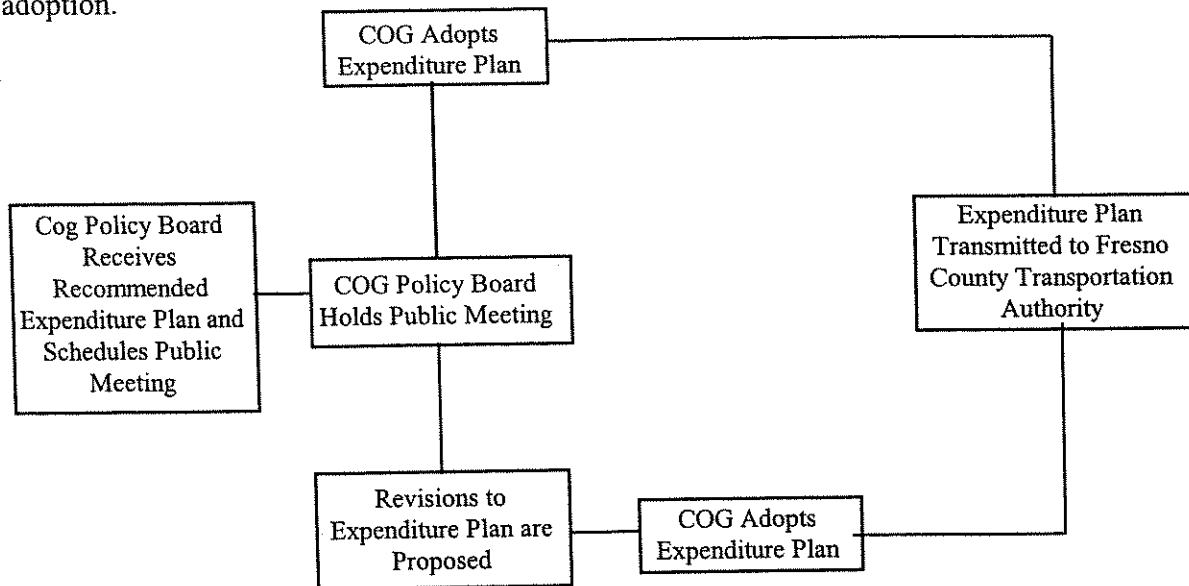 adoption.
COG Adopts
Expenditure Plan
Cog Policy Board
Receives
Recommended
Expenditure Plan and
Schedules Public
Meeting
COG Policy Board
Holds Public Meeting
Expenditure Plan
Transmitted to Fresno
County Transportation
Authority
Revisions to
Expenditure Plan are
Proposed
COG Adopts
Expenditure Plan